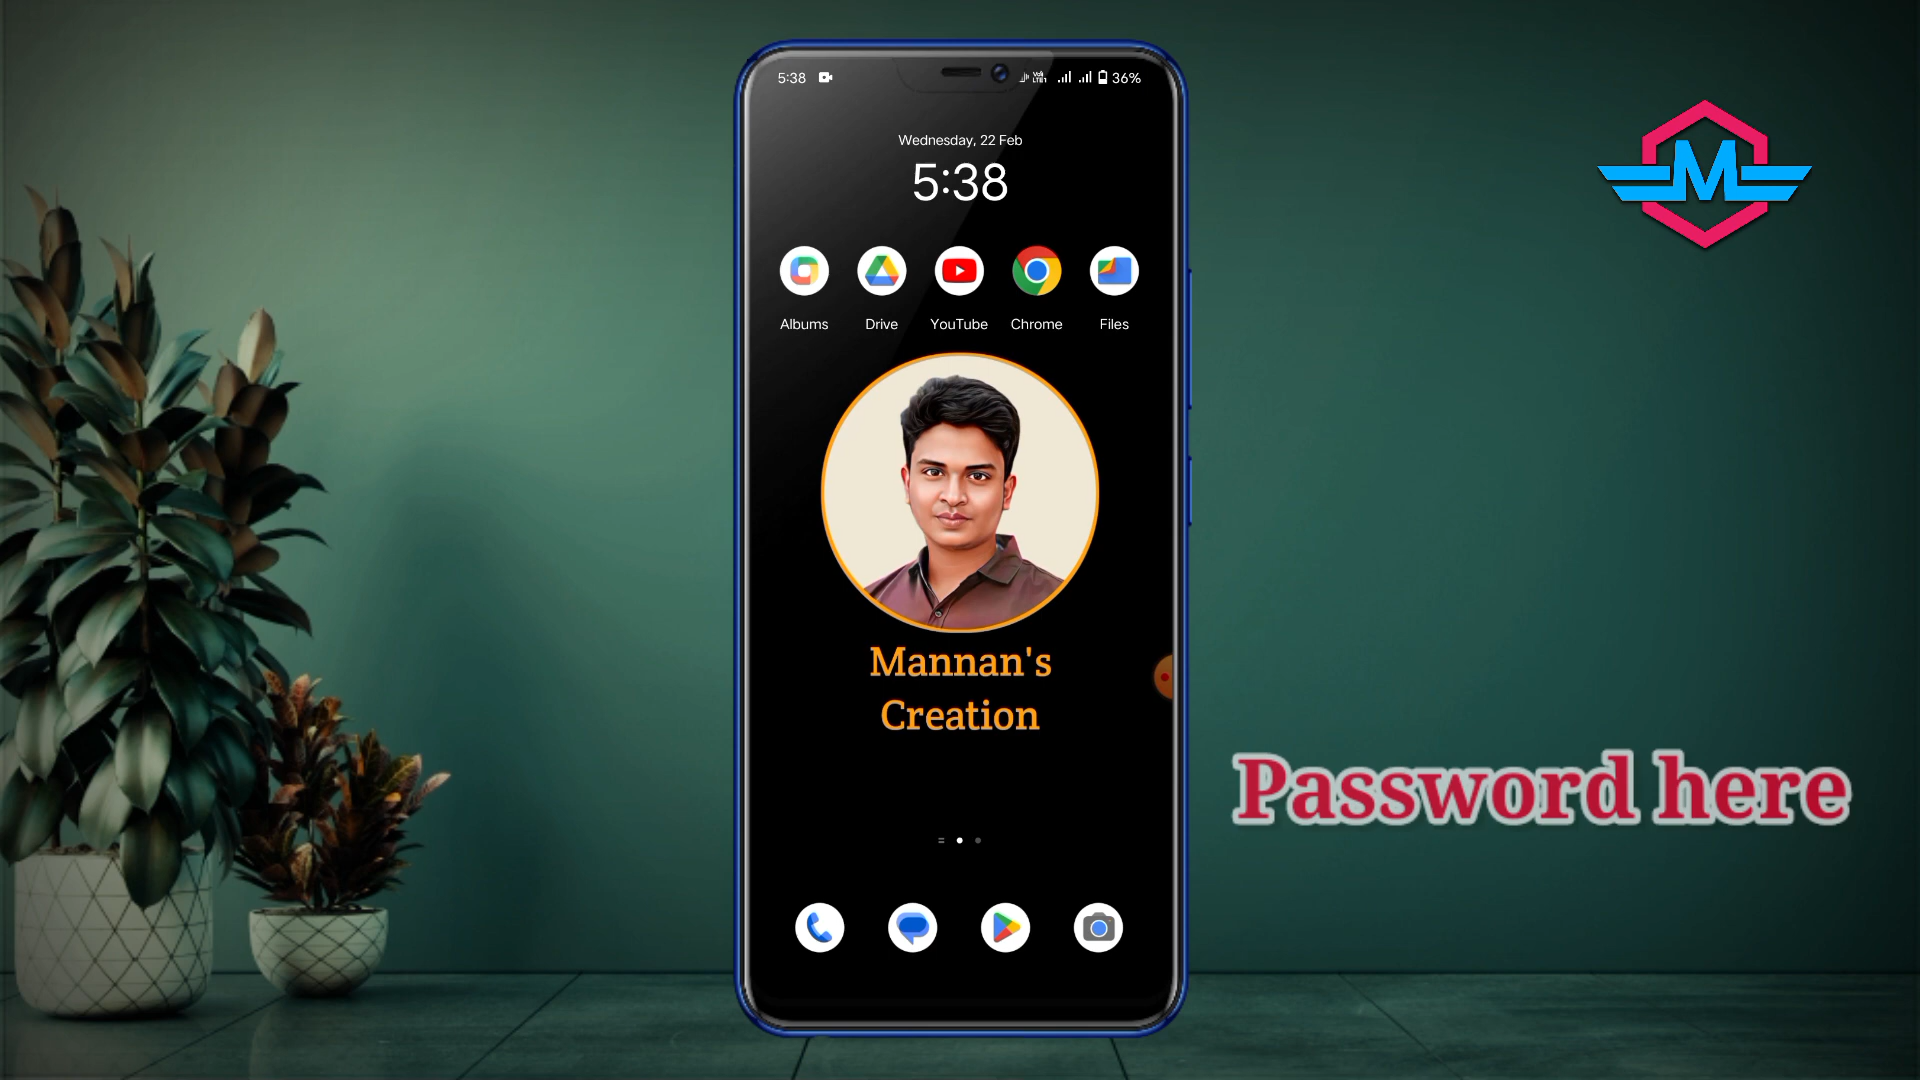 5:38
36%
Wednesday, 22 Feb
5:38
M
Albums Drive YouTube Chrome Files
Mannan's
Creation
Password here